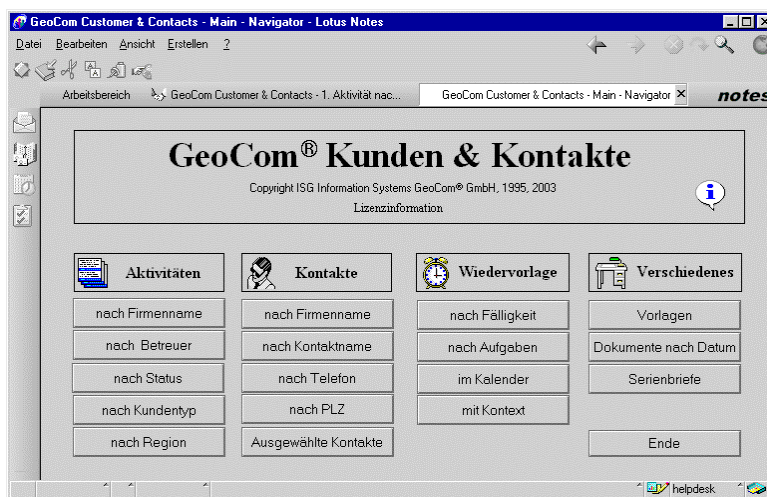 GeoCom Customer & Contacts - Main - Navigator - Lotus Notes
Datei Bearbeiten Ansicht Erstellen ?
Arbeitsbereich GeoCom Customer & Contacts - 1. Aktivität nac... GeoCom Customer & Contacts - Main - Navigator notes
GeoCom® Kunden & Kontakte
Copyright ISG Information Systems GeoCom® GmbH, 1995, 2003
Lizenzinformation
Aktivitäten Kontakte Wiedervorlage Verschiedenes
nach Firmenname nach Firmenname nach Fälligkeit Vorlagen
nach Betreuer nach Kontaktname nach Aufgaben Dokumente nach Datum
nach Status nach Telefon im Kalender Serienbriefe
nach Kundentyp nach PLZ mit Kontext
nach Region Ausgewählte Kontakte Ende
helpdesk